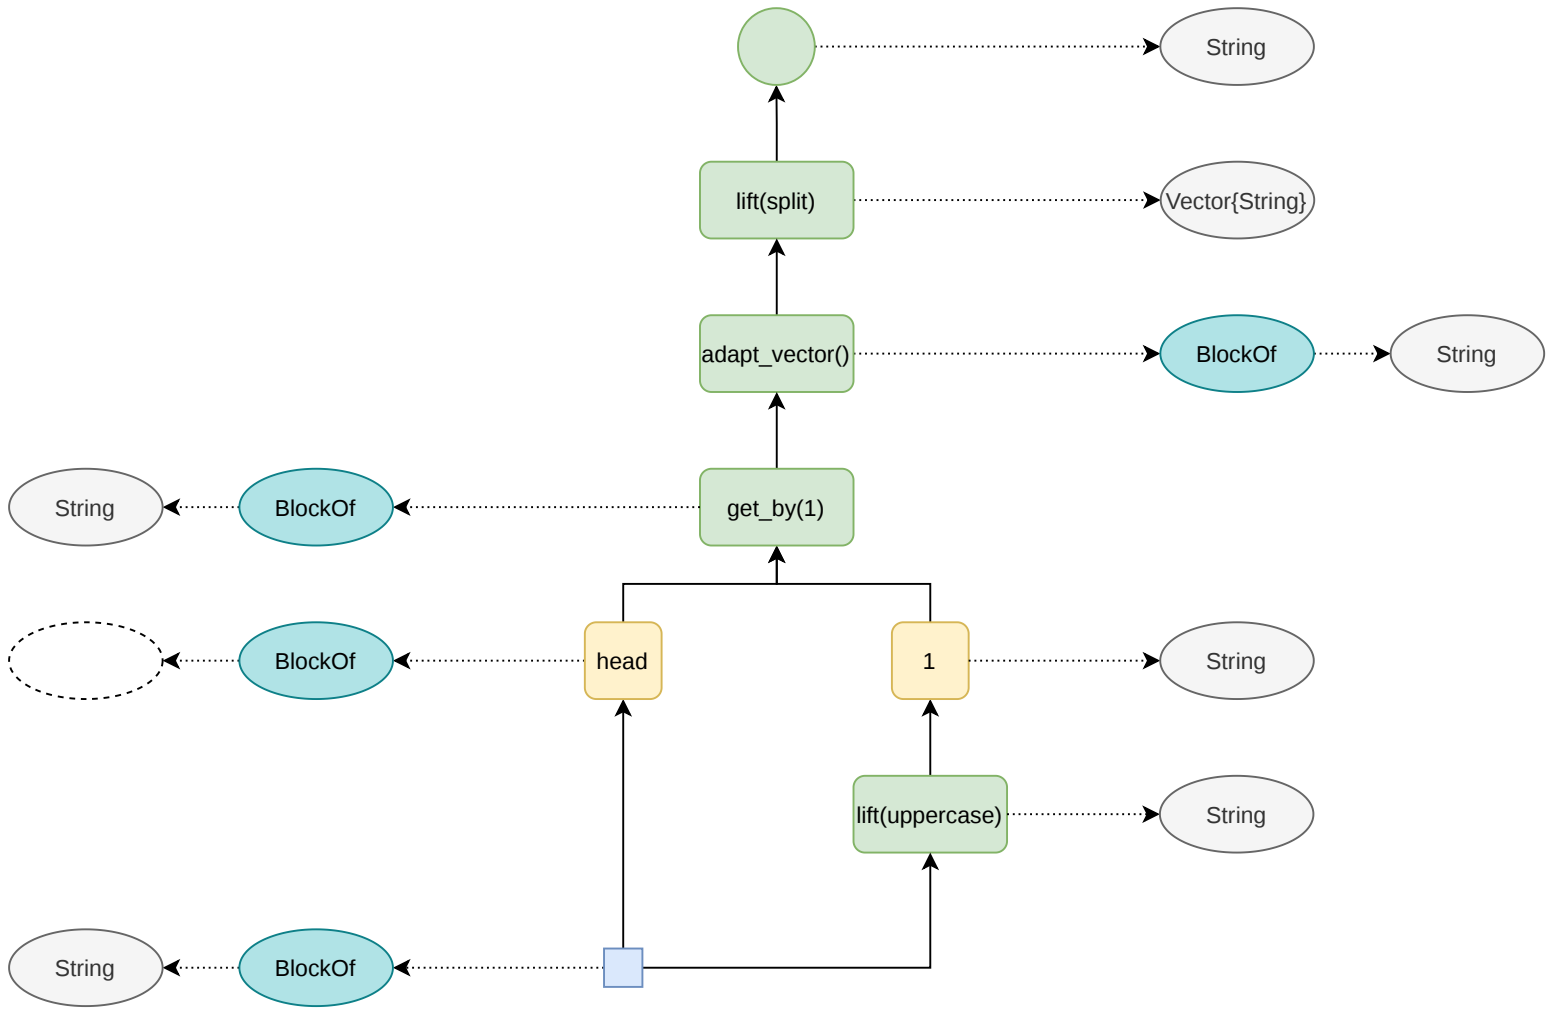 String
lift(split)
Vector{String}
adapt_vector()
BlockOf
String
String
BlockOf
get_by(1)
BlockOf
head
1
String
lift(uppercase)
String
String
BlockOf